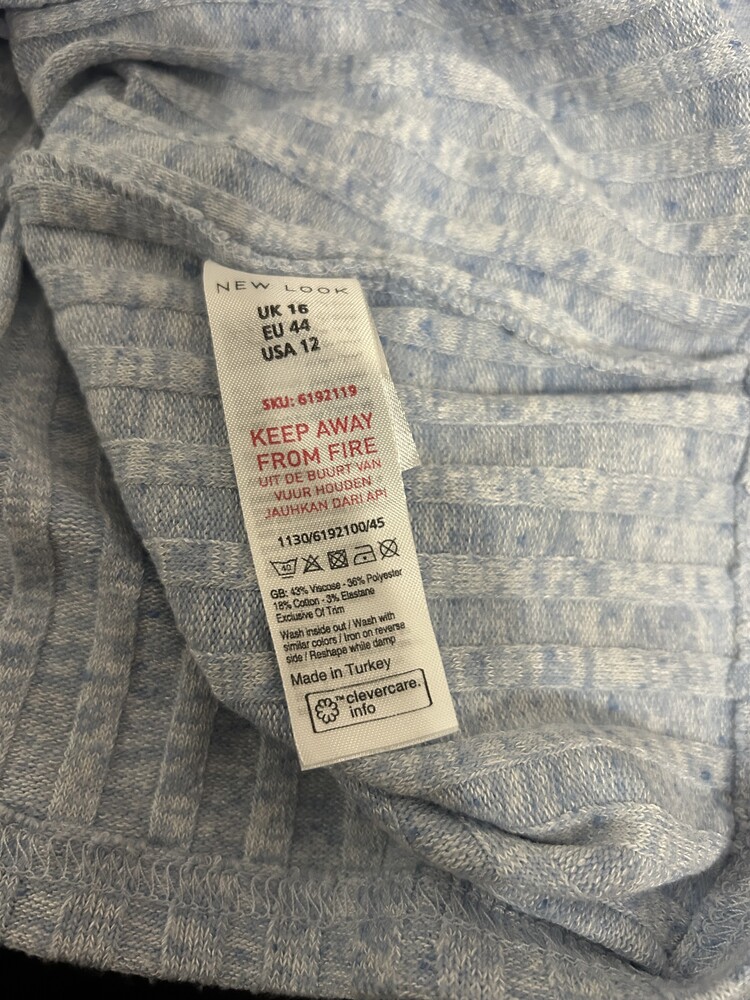 NEW LOOK
UK 16
EU 44
USA 12
SKU: 6192119
KEEP AWAY
FROM FIRE
UIT DE BUURT VAN
VUUR HOUDEN
JAUHKAN DARI API
1130/6192100/45
40
GB: 43% Viscose - 36% Polyester
18% Cotton - 3% Elastane
Exclusive Of Trim
Wash inside out / Wash with
similar colors / Iron on reverse
side / Reshape while damp
Made in Turkey
™clevercare.
info